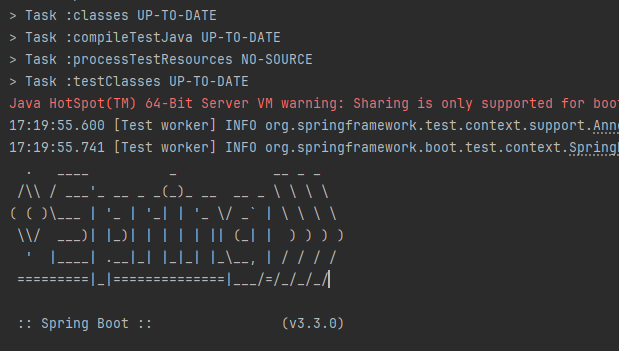 > Task :classes UP-TO-DATE
> Task :compileTestJava UP-TO-DATE
> Task :processTestResources NO-SOURCE
> Task :testClasses UP-TO-DATE
Java HotSpot(TM) 64-Bit Server VM warning: Sharing is only supported for boot
17:19:55.600 [Test worker] INFO org.springframework.test.context.support.Anno
17:19:55.741 [Test worker] INFO org.springframework.boot.test.context.Spring
  .   ____          _            __ _ _
 /\\ / ___'_ __ _ _(_)_ __  __ _ \ \ \ \
( ( )\___ | '_ | '_| | '_ \/ _` | \ \ \ \
 \\/  ___)| |_)| | | | | || (_| |  ) ) ) )
  '  |____| .__|_| |_|_| |_\__, | / / / /
 =========|_|==============|___/=/_/_/_/
 :: Spring Boot ::                (v3.3.0)